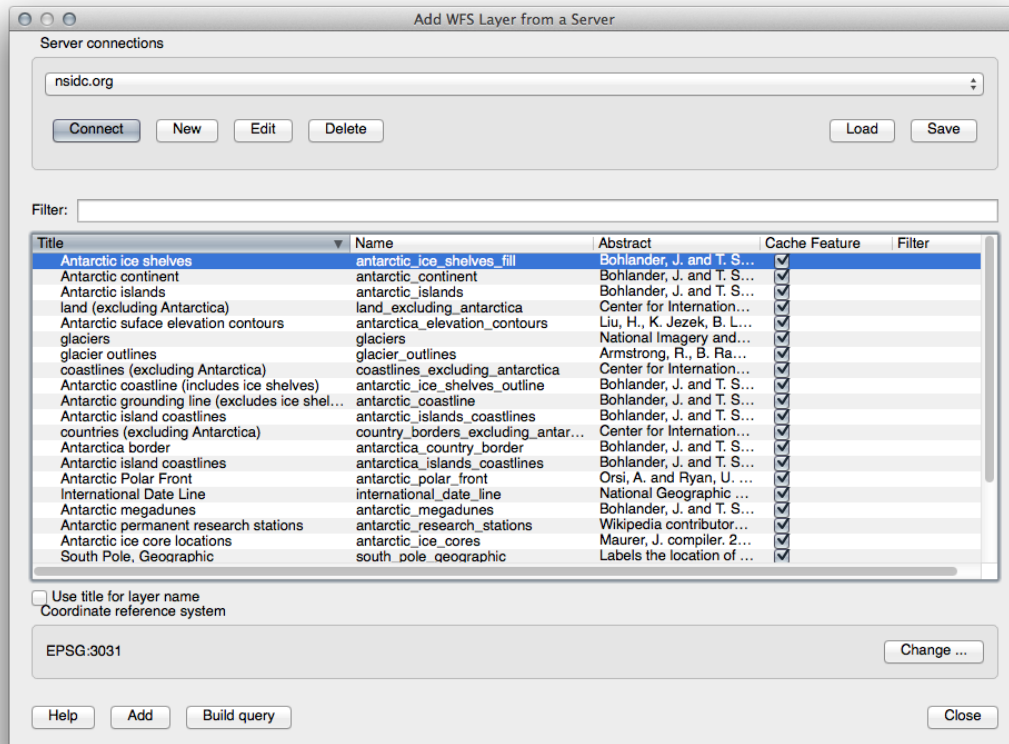 Add WFS Layer from a Server
Server connections
nsidc.org
Connect New Edit Delete Load Save
Filter:
Title Name Abstract Cache Feature Filter
Antarctic ice shelves antarctic_ice_shelves_fill Bohlander, J. and T. S...
Antarctic continent antarctic_continent Bohlander, J. and T. S...
Antarctic islands antarctic_islands Bohlander, J. and T. S...
land (excluding Antarctica) land_excluding_antarctica Center for Internation...
Antarctic suface elevation contours antarctica_elevation_contours Liu, H., K. Jezek, B. L...
glaciers glaciers National Imagery and...
glacier outlines glacier_outlines Armstrong, R., B. Ra...
coastlines (excluding Antarctica) coastlines_excluding_antarctica Center for Internation...
Antarctic coastline (includes ice shelves) antarctic_ice_shelves_outline Bohlander, J. and T. S...
Antarctic grounding line (excludes ice shel... antarctic_coastline Bohlander, J. and T. S...
Antarctic island coastlines antarctic_islands_coastlines Bohlander, J. and T. S...
countries (excluding Antarctica) country_borders_excluding_antar... Center for Internation...
Antarctica border antarctica_country_border Bohlander, J. and T. S...
Antarctic island coastlines antarctica_islands_coastlines Bohlander, J. and T. S...
Antarctic Polar Front antarctic_polar_front Orsi, A. and Ryan, U. ...
International Date Line international_date_line National Geographic ...
Antarctic megadunes antarctic_megadunes Bohlander, J. and T. S...
Antarctic permanent research stations antarctic_research_stations Wikipedia contributor...
Antarctic ice core locations antarctic_ice_cores Maurer, J. compiler. 2...
South Pole, Geographic south_pole_geographic Labels the location of ...
Use title for layer name
Coordinate reference system
EPSG:3031 Change ...
Help Add Build query Close